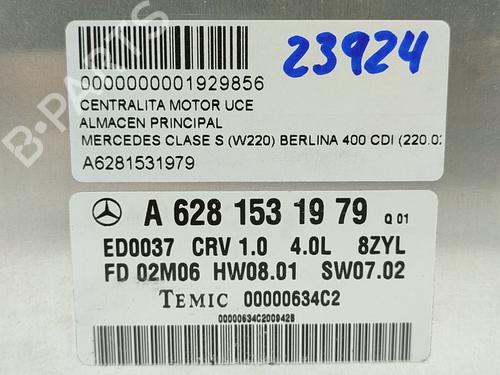 23924
0000000001929856
CENTRALITA MOTOR UCE
ALMACEN PRINCIPAL
MERCEDES CLASE S (W220) BERLINA 400 CDI (220.02
A6281531979
A 628 153 19 79 Q 01
ED0037 CRV 1.0 4.0L 8ZYL
FD 02M06 HW08.01 SW07.02
TEMIC 00000634C2
00000634C2009428
B-PARTS